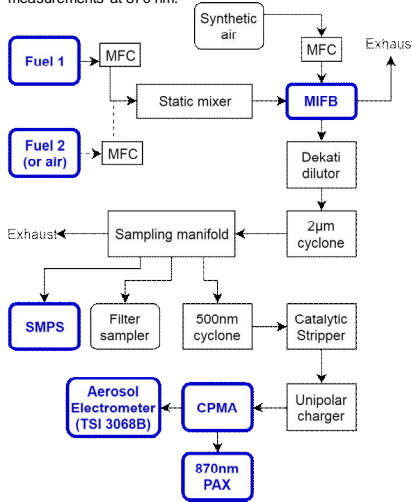 measurements at 870 nm.
Synthetic
air
Exhaus
Fuel 1
MFC
MFC
Static mixer
MIFB
Fuel 2
(or air)
MFC
Dekati
dilutor
Exhaust
Sampling manifold
2µm
cyclone
SMPS
Filter
sampler
500nm
cyclone
Catalytic
Stripper
Aerosol
Electrometer
(TSI 3068B)
CPMA
Unipolar
charger
870nm
PAX